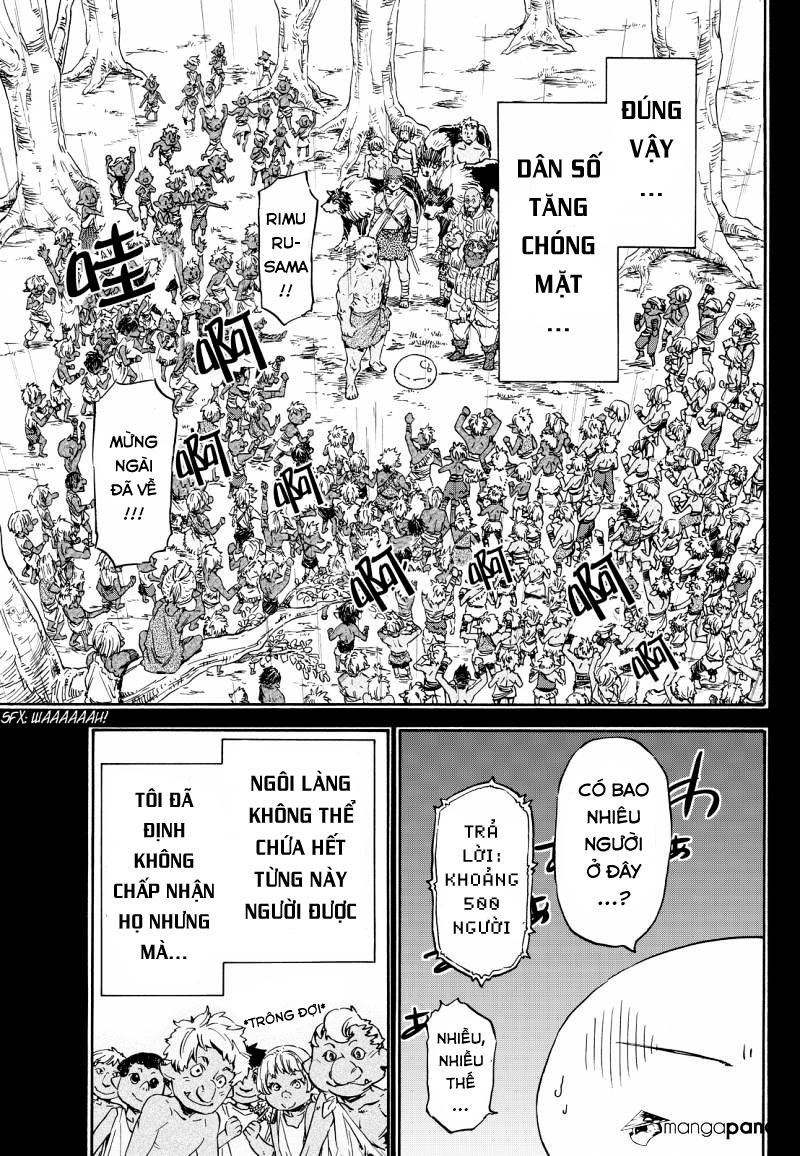 ĐÚNG
VẬY
...
DÂN SỐ
TĂNG
CHÓNG
MẶT
...
RIMU
RU-
SAMA
!!
哇
MỪNG
NGÀI
ĐÃ VỀ
!!!
SFX: WAAAAAAH!
CÓ BAO
NHIÊU
NGƯỜI
Ở ĐÂY
...?
TRẢ
LỜI:
KHOẢNG
500
NGƯỜI
NHIỀU,
NHIỀU
THẾ
...
NGÔI LÀNG
KHÔNG THỂ
CHỨA HẾT
TỪNG NÀY
NGƯỜI ĐƯỢC
TÔI ĐÃ
ĐỊNH
KHÔNG
CHẤP NHẬN
HỌ NHƯNG
MÀ...
*TRÔNG ĐỢI*
mangapan